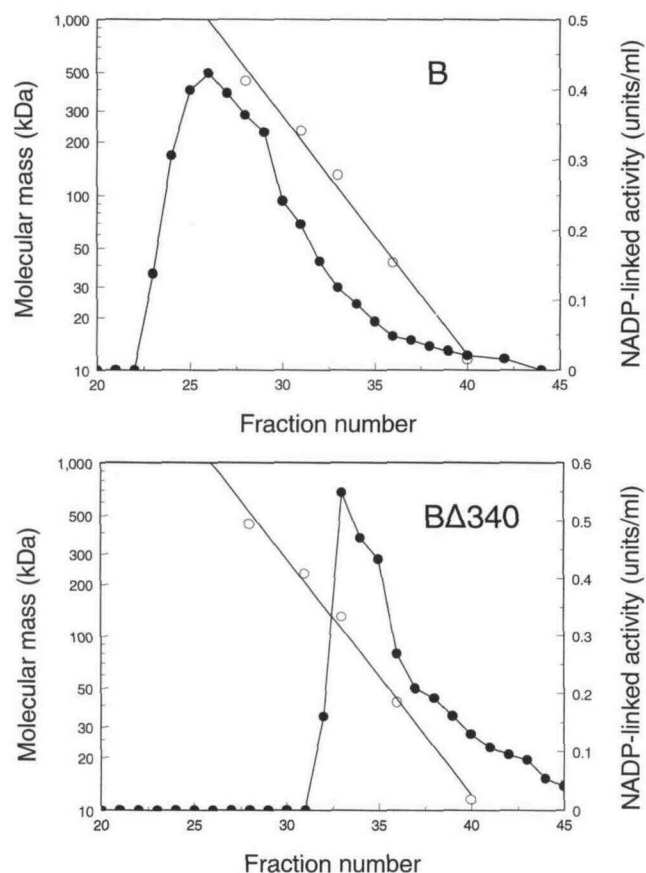 B
1,000
500
300
100
50
30
10
0.5
0.4
0.3
0.2
0.1
0
20 25 30 35 40 45
Molecular mass (kDa)
NADP-linked activity (units/ml)
Fraction number
BΔ340
1,000
500
300
200
100
50
30
20
10
0.6
0.5
0.4
0.3
0.2
0.1
0
20 25 30 35 40 45
Molecular mass (kDa)
NADP-linked activity (units/ml)
Fraction number